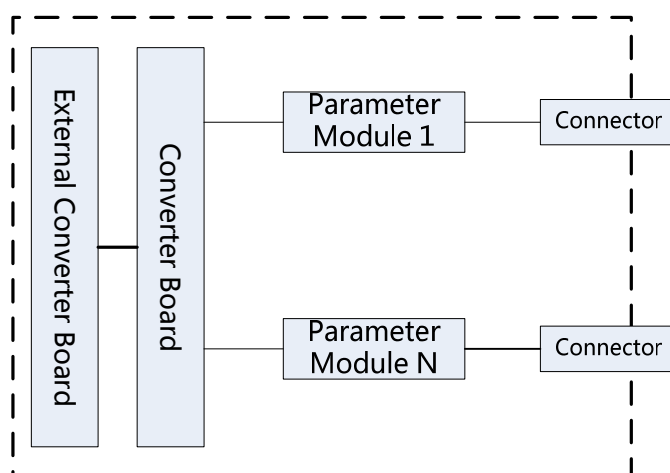 External Converter Board
Converter Board
Parameter
Module 1
Connector
Parameter
Module N
Connector